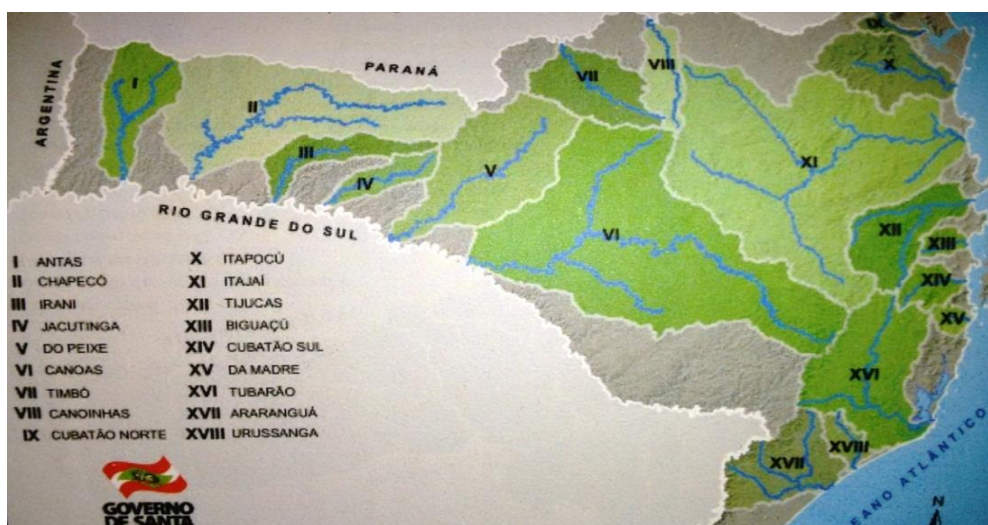 IX
X
VIII
VII
PARANÁ
I
II
ARGENTINA
III
IV
V
XI
VI
XII
XIII
XIV
XV
XVI
XVIII
XVII
RIO GRANDE DO SUL
I ANTAS
II CHAPECÓ
III IRANI
IV JACUTINGA
V DO PEIXE
VI CANOAS
VII TIMBÓ
VIII CANOINHAS
IX CUBATÃO NORTE
X ITAPOCÚ
XI ITAJAÍ
XII TIJUCAS
XIII BIGUAÇÚ
XIV CUBATÃO SUL
XV DA MADRE
XVI TUBARÃO
XVII ARARANGUÁ
XVIII URUSSANGA
EANO ATLÂNTICO
N
GOVERNO
DE SANTA